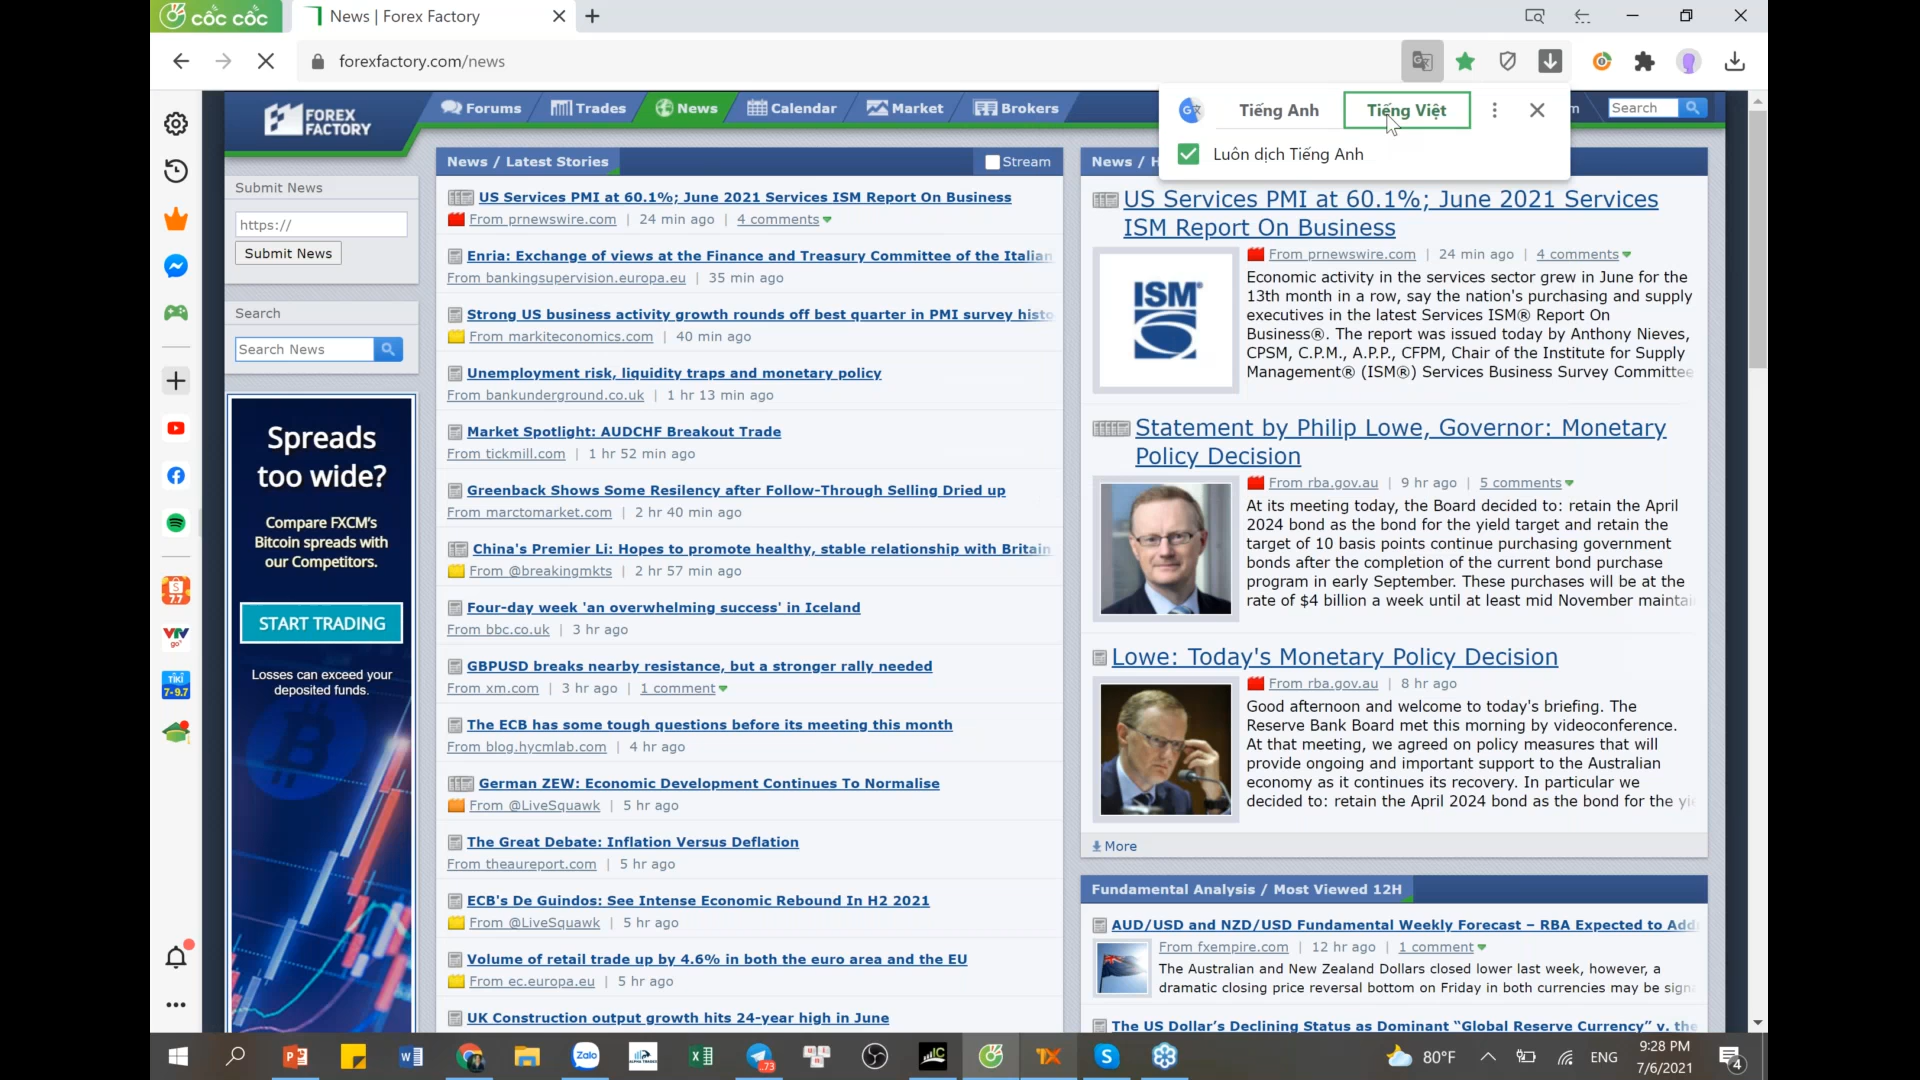 cốc cốc
News | Forex Factory
forexfactory.com/news
Tiếng Anh
Tiếng Việt
Luôn dịch Tiếng Anh
FOREX
FACTORY
Forums
Trades
News
Calendar
Market
Brokers
Search
Submit News
https://
Submit News
Search
Search News
Spreads
too wide?
Compare FXCM's
Bitcoin spreads with
our Competitors.
START TRADING
Losses can exceed your
deposited funds.
News / Latest Stories
Stream
US Services PMI at 60.1%; June 2021 Services ISM Report On Business
From prnewswire.com | 24 min ago | 4 comments
Enria: Exchange of views at the Finance and Treasury Committee of the Italian
From bankingsupervision.europa.eu | 35 min ago
Strong US business activity growth rounds off best quarter in PMI survey histo
From markiteconomics.com | 40 min ago
Unemployment risk, liquidity traps and monetary policy
From bankunderground.co.uk | 1 hr 13 min ago
Market Spotlight: AUDCHF Breakout Trade
From tickmill.com | 1 hr 52 min ago
Greenback Shows Some Resilency after Follow-Through Selling Dried up
From marctomarket.com | 2 hr 40 min ago
China's Premier Li: Hopes to promote healthy, stable relationship with Britain
From @breakingmkts | 2 hr 57 min ago
Four-day week 'an overwhelming success' in Iceland
From bbc.co.uk | 3 hr ago
GBPUSD breaks nearby resistance, but a stronger rally needed
From xm.com | 3 hr ago | 1 comment
The ECB has some tough questions before its meeting this month
From blog.hycmlab.com | 4 hr ago
German ZEW: Economic Development Continues To Normalise
From @LiveSquawk | 5 hr ago
The Great Debate: Inflation Versus Deflation
From theaureport.com | 5 hr ago
ECB's De Guindos: See Intense Economic Rebound In H2 2021
From @LiveSquawk | 5 hr ago
Volume of retail trade up by 4.6% in both the euro area and the EU
From ec.europa.eu | 5 hr ago
UK Construction output growth hits 24-year high in June
News / H
US Services PMI at 60.1%; June 2021 Services
ISM Report On Business
From prnewswire.com | 24 min ago | 4 comments
ISM
Economic activity in the services sector grew in June for the
13th month in a row, say the nation's purchasing and supply
executives in the latest Services ISM® Report On
Business®. The report was issued today by Anthony Nieves,
CPSM, C.P.M., A.P.P., CFPM, Chair of the Institute for Supply
Management® (ISM®) Services Business Survey Committee
Statement by Philip Lowe, Governor: Monetary
Policy Decision
From rba.gov.au | 9 hr ago | 5 comments
At its meeting today, the Board decided to: retain the April
2024 bond as the bond for the yield target and retain the
target of 10 basis points continue purchasing government
bonds after the completion of the current bond purchase
program in early September. These purchases will be at the
rate of $4 billion a week until at least mid November maintai
Lowe: Today's Monetary Policy Decision
From rba.gov.au | 8 hr ago
Good afternoon and welcome to today's briefing. The
Reserve Bank Board met this morning by videoconference.
At that meeting, we agreed on policy measures that will
provide ongoing and important support to the Australian
economy as it continues its recovery. In particular we
decided to: retain the April 2024 bond as the bond for the yie
More
Fundamental Analysis / Most Viewed 12H
AUD/USD and NZD/USD Fundamental Weekly Forecast – RBA Expected to Add
From fxempire.com | 12 hr ago | 1 comment
The Australian and New Zealand Dollars closed lower last week, however, a
dramatic closing price reversal bottom on Friday in both currencies may be signa
The US Dollar's Declining Status as Dominant "Global Reserve Currency" v. the
7.7
VTV
go
TIKI
7-9.7
Zalo
73
80°F
ENG
9:28 PM
7/6/2021
4